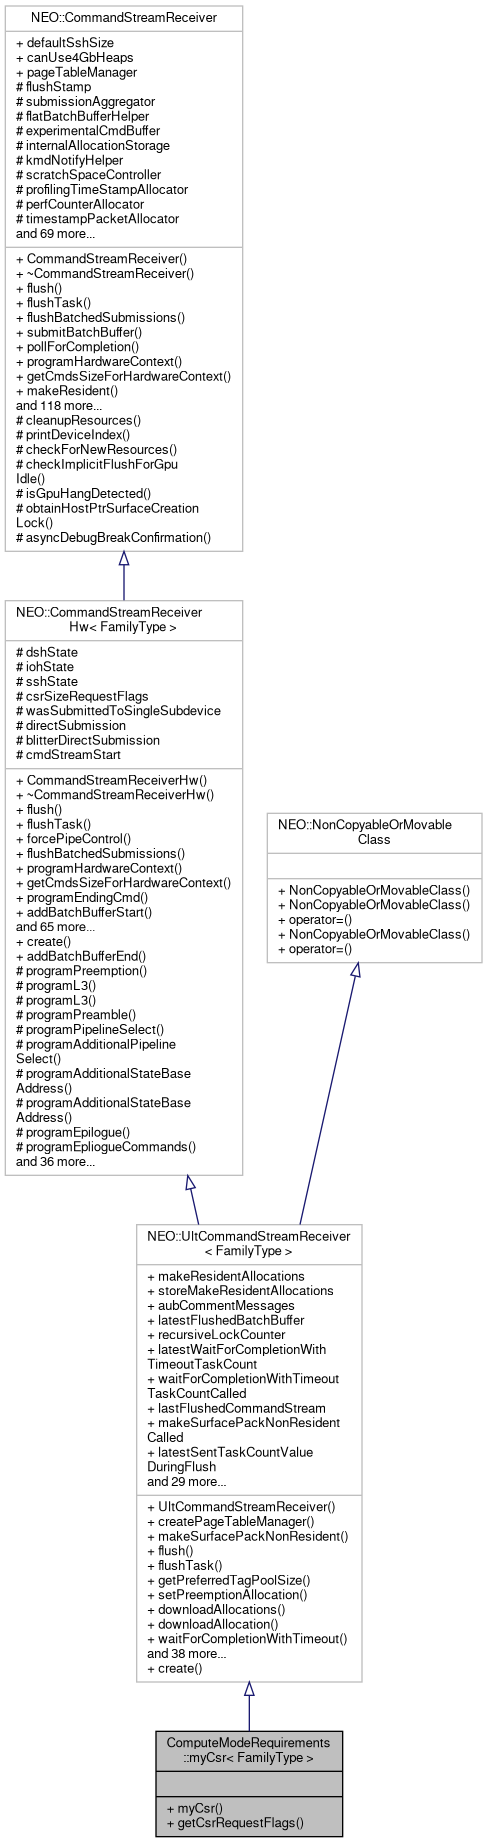 NEO::CommandStreamReceiver
+ defaultSshSize
+ canUse4GbHeaps
+ pageTableManager
# flushStamp
# submissionAggregator
# flatBatchBufferHelper
# experimentalCmdBuffer
# internalAllocationStorage
# kmdNotifyHelper
# scratchSpaceController
# profilingTimeStampAllocator
# perfCounterAllocator
# timestampPacketAllocator
and 69 more...
+ CommandStreamReceiver()
+ ~CommandStreamReceiver()
+ flush()
+ flushTask()
+ flushBatchedSubmissions()
+ submitBatchBuffer()
+ pollForCompletion()
+ programHardwareContext()
+ getCmdsSizeForHardwareContext()
+ makeResident()
and 118 more...
# cleanupResources()
# printDeviceIndex()
# checkForNewResources()
# checkImplicitFlushForGpu
Idle()
# isGpuHangDetected()
# obtainHostPtrSurfaceCreation
Lock()
# asyncDebugBreakConfirmation()
NEO::CommandStreamReceiver
Hw< FamilyType >
# dshState
# iohState
# sshState
# csrSizeRequestFlags
# wasSubmittedToSingleSubdevice
# directSubmission
# blitterDirectSubmission
# cmdStreamStart
+ CommandStreamReceiverHw()
+ ~CommandStreamReceiverHw()
+ flush()
+ flushTask()
+ forcePipeControl()
+ flushBatchedSubmissions()
+ programHardwareContext()
+ getCmdsSizeForHardwareContext()
+ programEndingCmd()
+ addBatchBufferStart()
and 65 more...
+ create()
+ addBatchBufferEnd()
# programPreemption()
# programL3()
# programL3()
# programPreamble()
# programPipelineSelect()
# programAdditionalPipeline
Select()
# programAdditionalStateBase
Address()
# programAdditionalStateBase
Address()
# programEpilogue()
# programEpliogueCommands()
and 36 more...
NEO::NonCopyableOrMovable
Class
+ NonCopyableOrMovableClass()
+ NonCopyableOrMovableClass()
+ operator=()
+ NonCopyableOrMovableClass()
+ operator=()
NEO::UltCommandStreamReceiver
< FamilyType >
+ makeResidentAllocations
+ storeMakeResidentAllocations
+ aubCommentMessages
+ latestFlushedBatchBuffer
+ recursiveLockCounter
+ latestWaitForCompletionWith
TimeoutTaskCount
+ waitForCompletionWithTimeout
TaskCountCalled
+ lastFlushedCommandStream
+ makeSurfacePackNonResident
Called
+ latestSentTaskCountValue
DuringFlush
and 29 more...
+ UltCommandStreamReceiver()
+ createPageTableManager()
+ makeSurfacePackNonResident()
+ flush()
+ flushTask()
+ getPreferredTagPoolSize()
+ setPreemptionAllocation()
+ downloadAllocations()
+ downloadAllocation()
+ waitForCompletionWithTimeout()
and 38 more...
+ create()
ComputeModeRequirements
::myCsr< FamilyType >
+ myCsr()
+ getCsrRequestFlags()